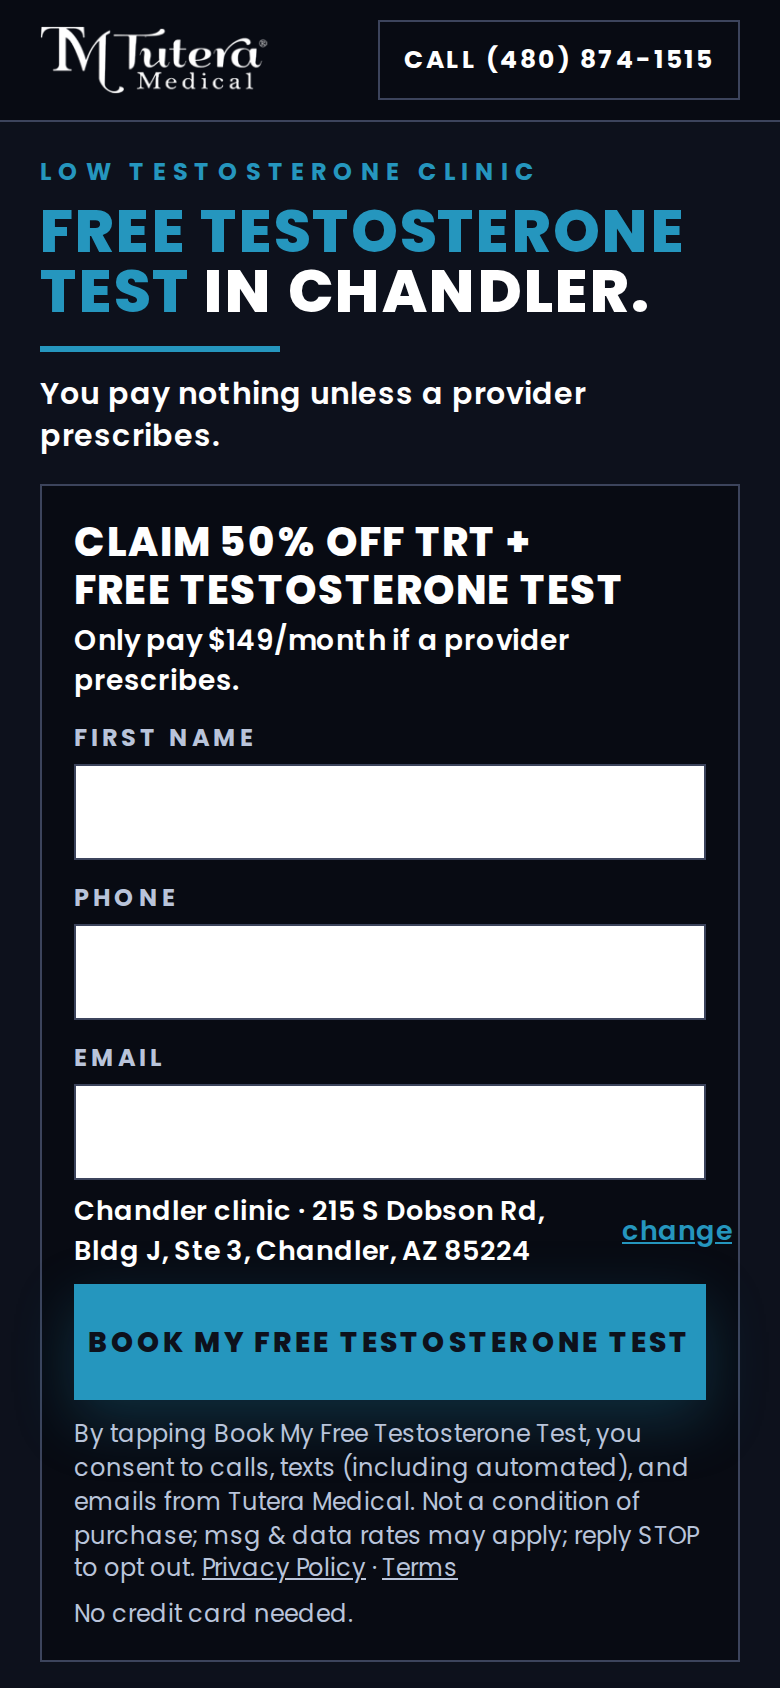 TM Tutera®
Medical
CALL (480) 874-1515
LOW TESTOSTERONE CLINIC
FREE TESTOSTERONE
TEST IN CHANDLER.
You pay nothing unless a provider
prescribes.
CLAIM 50% OFF TRT +
FREE TESTOSTERONE TEST
Only pay $149/month if a provider
prescribes.
FIRST NAME
PHONE
EMAIL
Chandler clinic · 215 S Dobson Rd,
Bldg J, Ste 3, Chandler, AZ 85224
change
BOOK MY FREE TESTOSTERONE TEST
By tapping Book My Free Testosterone Test, you
consent to calls, texts (including automated), and
emails from Tutera Medical. Not a condition of
purchase; msg & data rates may apply; reply STOP
to opt out. Privacy Policy · Terms
No credit card needed.